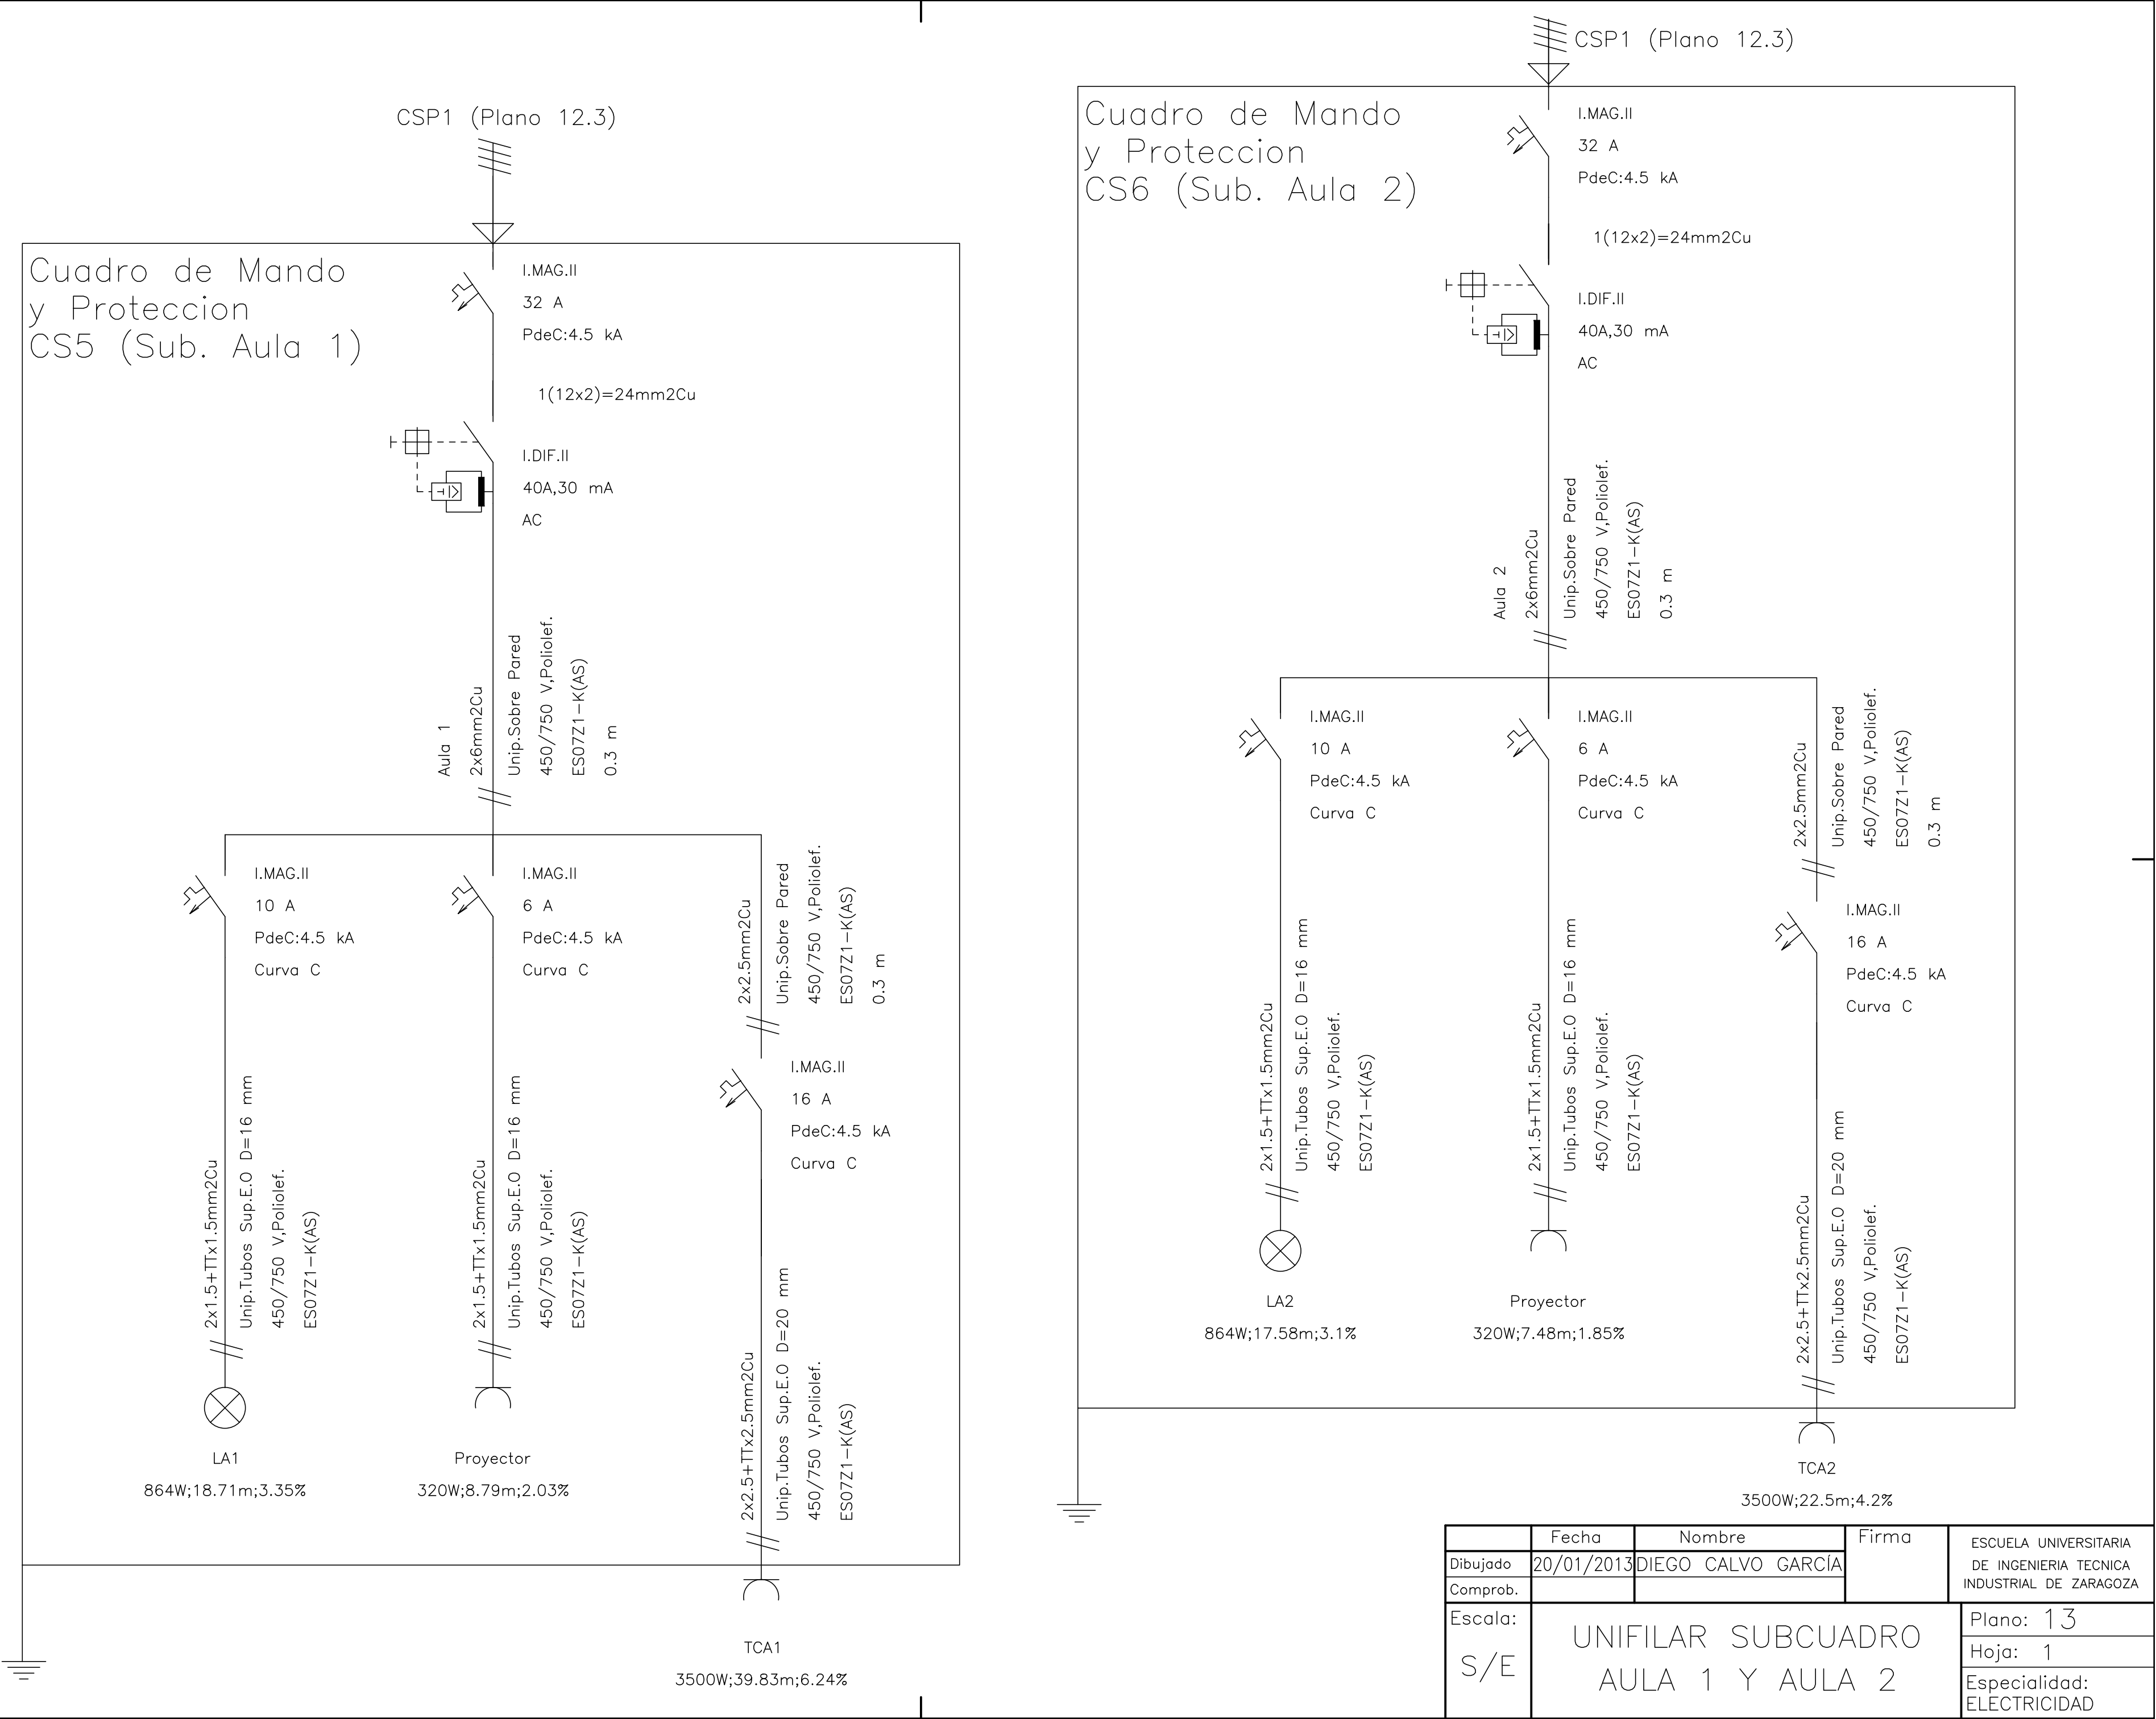 CSP1 (Plano 12.3)
Cuadro de Mando
y Proteccion
CS5 (Sub. Aula 1)
I.MAG.II
32 A
PdeC:4.5 kA
1(12x2)=24mm2Cu
I.DIF.II
40A,30 mA
AC
Aula 1
2x6mm2Cu
Unip.Sobre Pared
450/750 V,Poliolef.
ES07Z1-K(AS)
0.3 m
I.MAG.II
10 A
PdeC:4.5 kA
Curva C
2x1.5+TTx1.5mm2Cu
Unip.Tubos Sup.E.O D=16 mm
450/750 V,Poliolef.
ES07Z1-K(AS)
LA1
864W;18.71m;3.35%
I.MAG.II
6 A
PdeC:4.5 kA
Curva C
2x1.5+TTx1.5mm2Cu
Unip.Tubos Sup.E.O D=16 mm
450/750 V,Poliolef.
ES07Z1-K(AS)
Proyector
320W;8.79m;2.03%
2x2.5mm2Cu
Unip.Sobre Pared
450/750 V,Poliolef.
ES07Z1-K(AS)
0.3 m
I.MAG.II
16 A
PdeC:4.5 kA
Curva C
2x2.5+TTx2.5mm2Cu
Unip.Tubos Sup.E.O D=20 mm
450/750 V,Poliolef.
ES07Z1-K(AS)
TCA1
3500W;39.83m;6.24%
CSP1 (Plano 12.3)
Cuadro de Mando
y Proteccion
CS6 (Sub. Aula 2)
I.MAG.II
32 A
PdeC:4.5 kA
1(12x2)=24mm2Cu
I.DIF.II
40A,30 mA
AC
Aula 2
2x6mm2Cu
Unip.Sobre Pared
450/750 V,Poliolef.
ES07Z1-K(AS)
0.3 m
I.MAG.II
10 A
PdeC:4.5 kA
Curva C
2x1.5+TTx1.5mm2Cu
Unip.Tubos Sup.E.O D=16 mm
450/750 V,Poliolef.
ES07Z1-K(AS)
LA2
864W;17.58m;3.1%
I.MAG.II
6 A
PdeC:4.5 kA
Curva C
2x1.5+TTx1.5mm2Cu
Unip.Tubos Sup.E.O D=16 mm
450/750 V,Poliolef.
ES07Z1-K(AS)
Proyector
320W;7.48m;1.85%
2x2.5mm2Cu
Unip.Sobre Pared
450/750 V,Poliolef.
ES07Z1-K(AS)
0.3 m
I.MAG.II
16 A
PdeC:4.5 kA
Curva C
2x2.5+TTx2.5mm2Cu
Unip.Tubos Sup.E.O D=20 mm
450/750 V,Poliolef.
ES07Z1-K(AS)
TCA2
3500W;22.5m;4.2%
Fecha Nombre Firma
Dibujado 20/01/2013 DIEGO CALVO GARCÍA
Comprob.
ESCUELA UNIVERSITARIA
DE INGENIERIA TECNICA
INDUSTRIAL DE ZARAGOZA
Escala:
S/E
UNIFILAR SUBCUADRO
AULA 1 Y AULA 2
Plano: 13
Hoja: 1
Especialidad:
ELECTRICIDAD